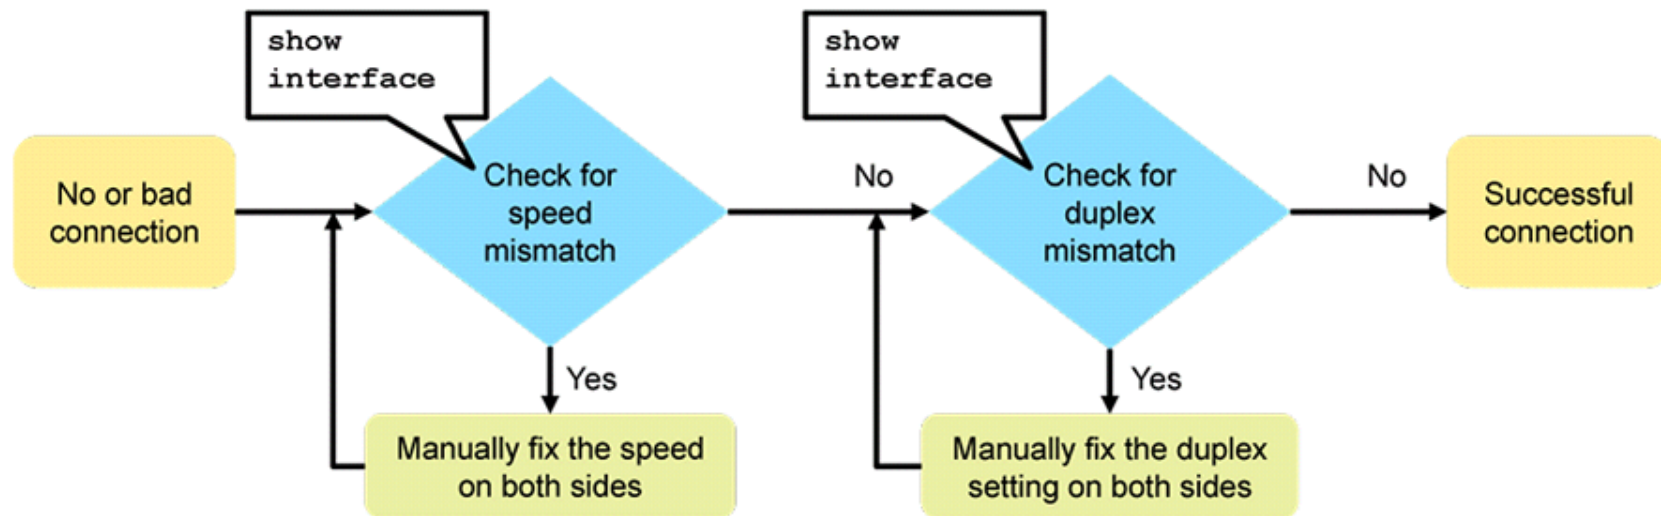 show
interface
show
interface
No or bad
connection
Check for
speed
mismatch
No
Check for
duplex
mismatch
No
Successful
connection
Yes
Manually fix the speed
on both sides
Yes
Manually fix the duplex
setting on both sides